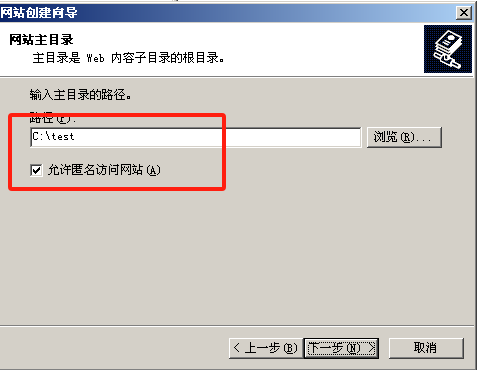 网站创建向导
网站主目录
主目录是 Web 内容子目录的根目录。
输入主目录的路径。
路径(P):
C:\test
浏览(R)...
允许匿名访问网站(A)
< 上一步(B)
下一步(N) >
取消